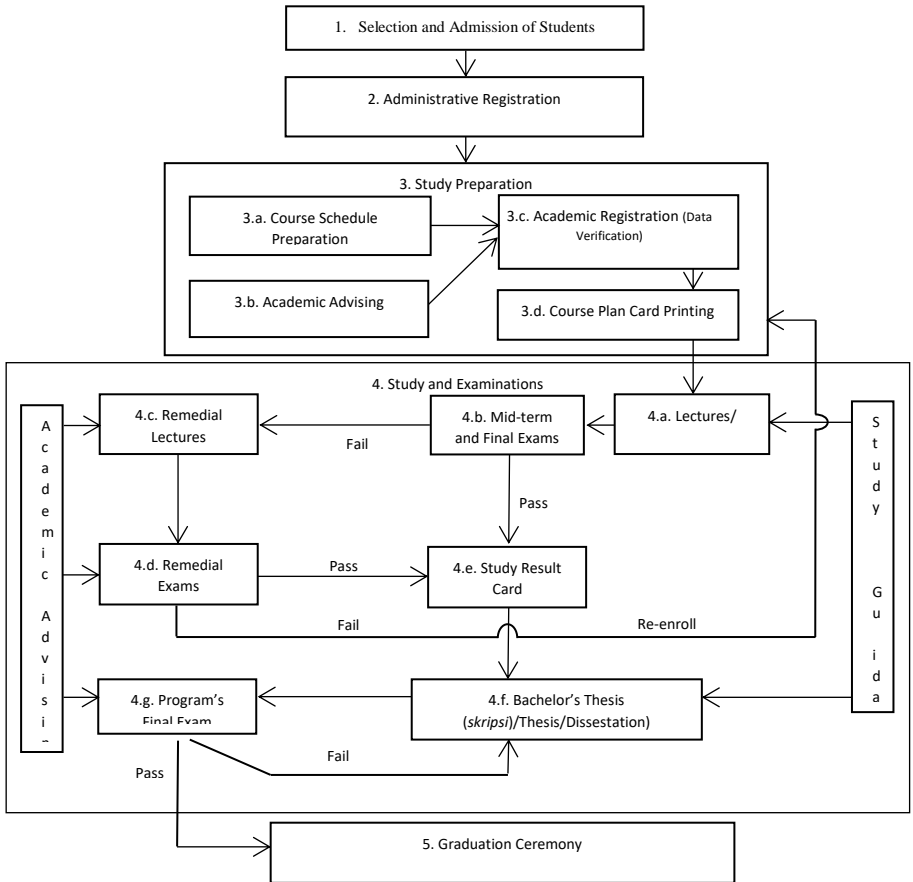 1. Selection and Admission of Students
2. Administrative Registration
3. Study Preparation
3.a. Course Schedule
Preparation
3.c. Academic Registration (Data
Verification)
3.b. Academic Advising
3.d. Course Plan Card Printing
4. Study and Examinations
4.c. Remedial
Lectures
Fail
4.b. Mid-term
and Final Exams
4.a. Lectures/
Pass
4.d. Remedial
Exams
Pass
4.e. Study Result
Card
Fail
Re-enroll
4.g. Program's
Final Exam
4.f. Bachelor's Thesis
(skripsi)/Thesis/Dissestation)
Pass
Fail
5. Graduation Ceremony
Academic Advisin
Study Gu ida